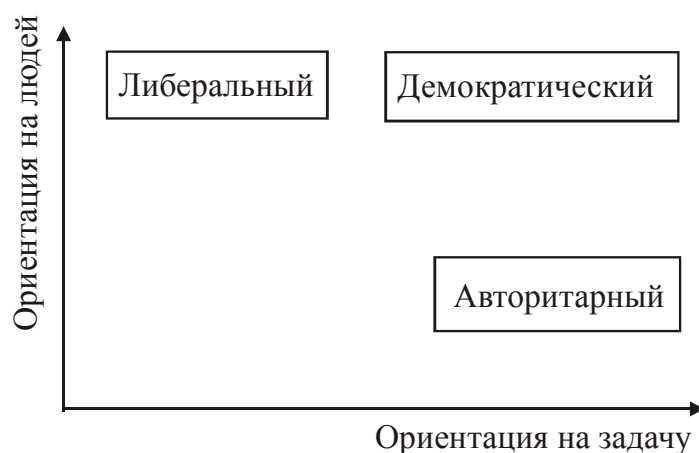 Ориентация на людей
Либеральный
Демократический
Авторитарный
Ориентация на задачу